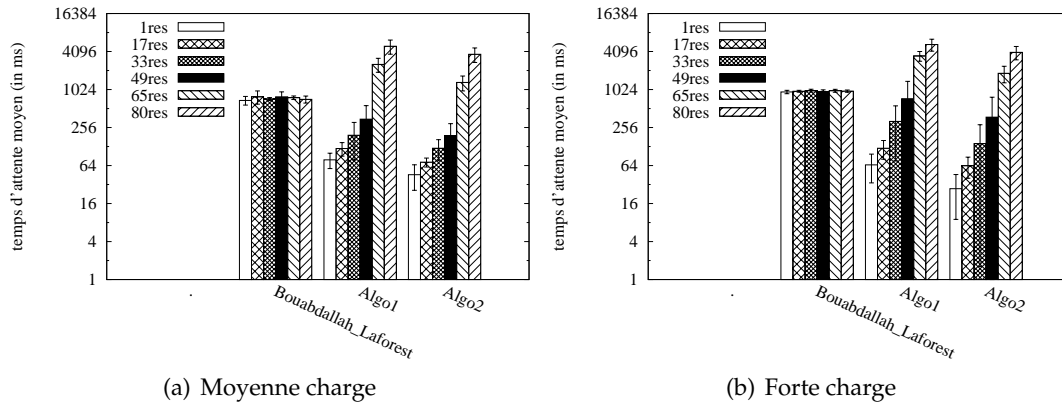 temps d'attente moyen (in ms)
16384
4096
1024
256
64
16
4
1
1res
17res
33res
49res
65res
80res
.
Bouabdallah_Laforest
Algo1
Algo2
(a) Moyenne charge
temps d'attente moyen (in ms)
16384
4096
1024
256
64
16
4
1
1res
17res
33res
49res
65res
80res
.
Bouabdallah_Laforest
Algo1
Algo2
(b) Forte charge